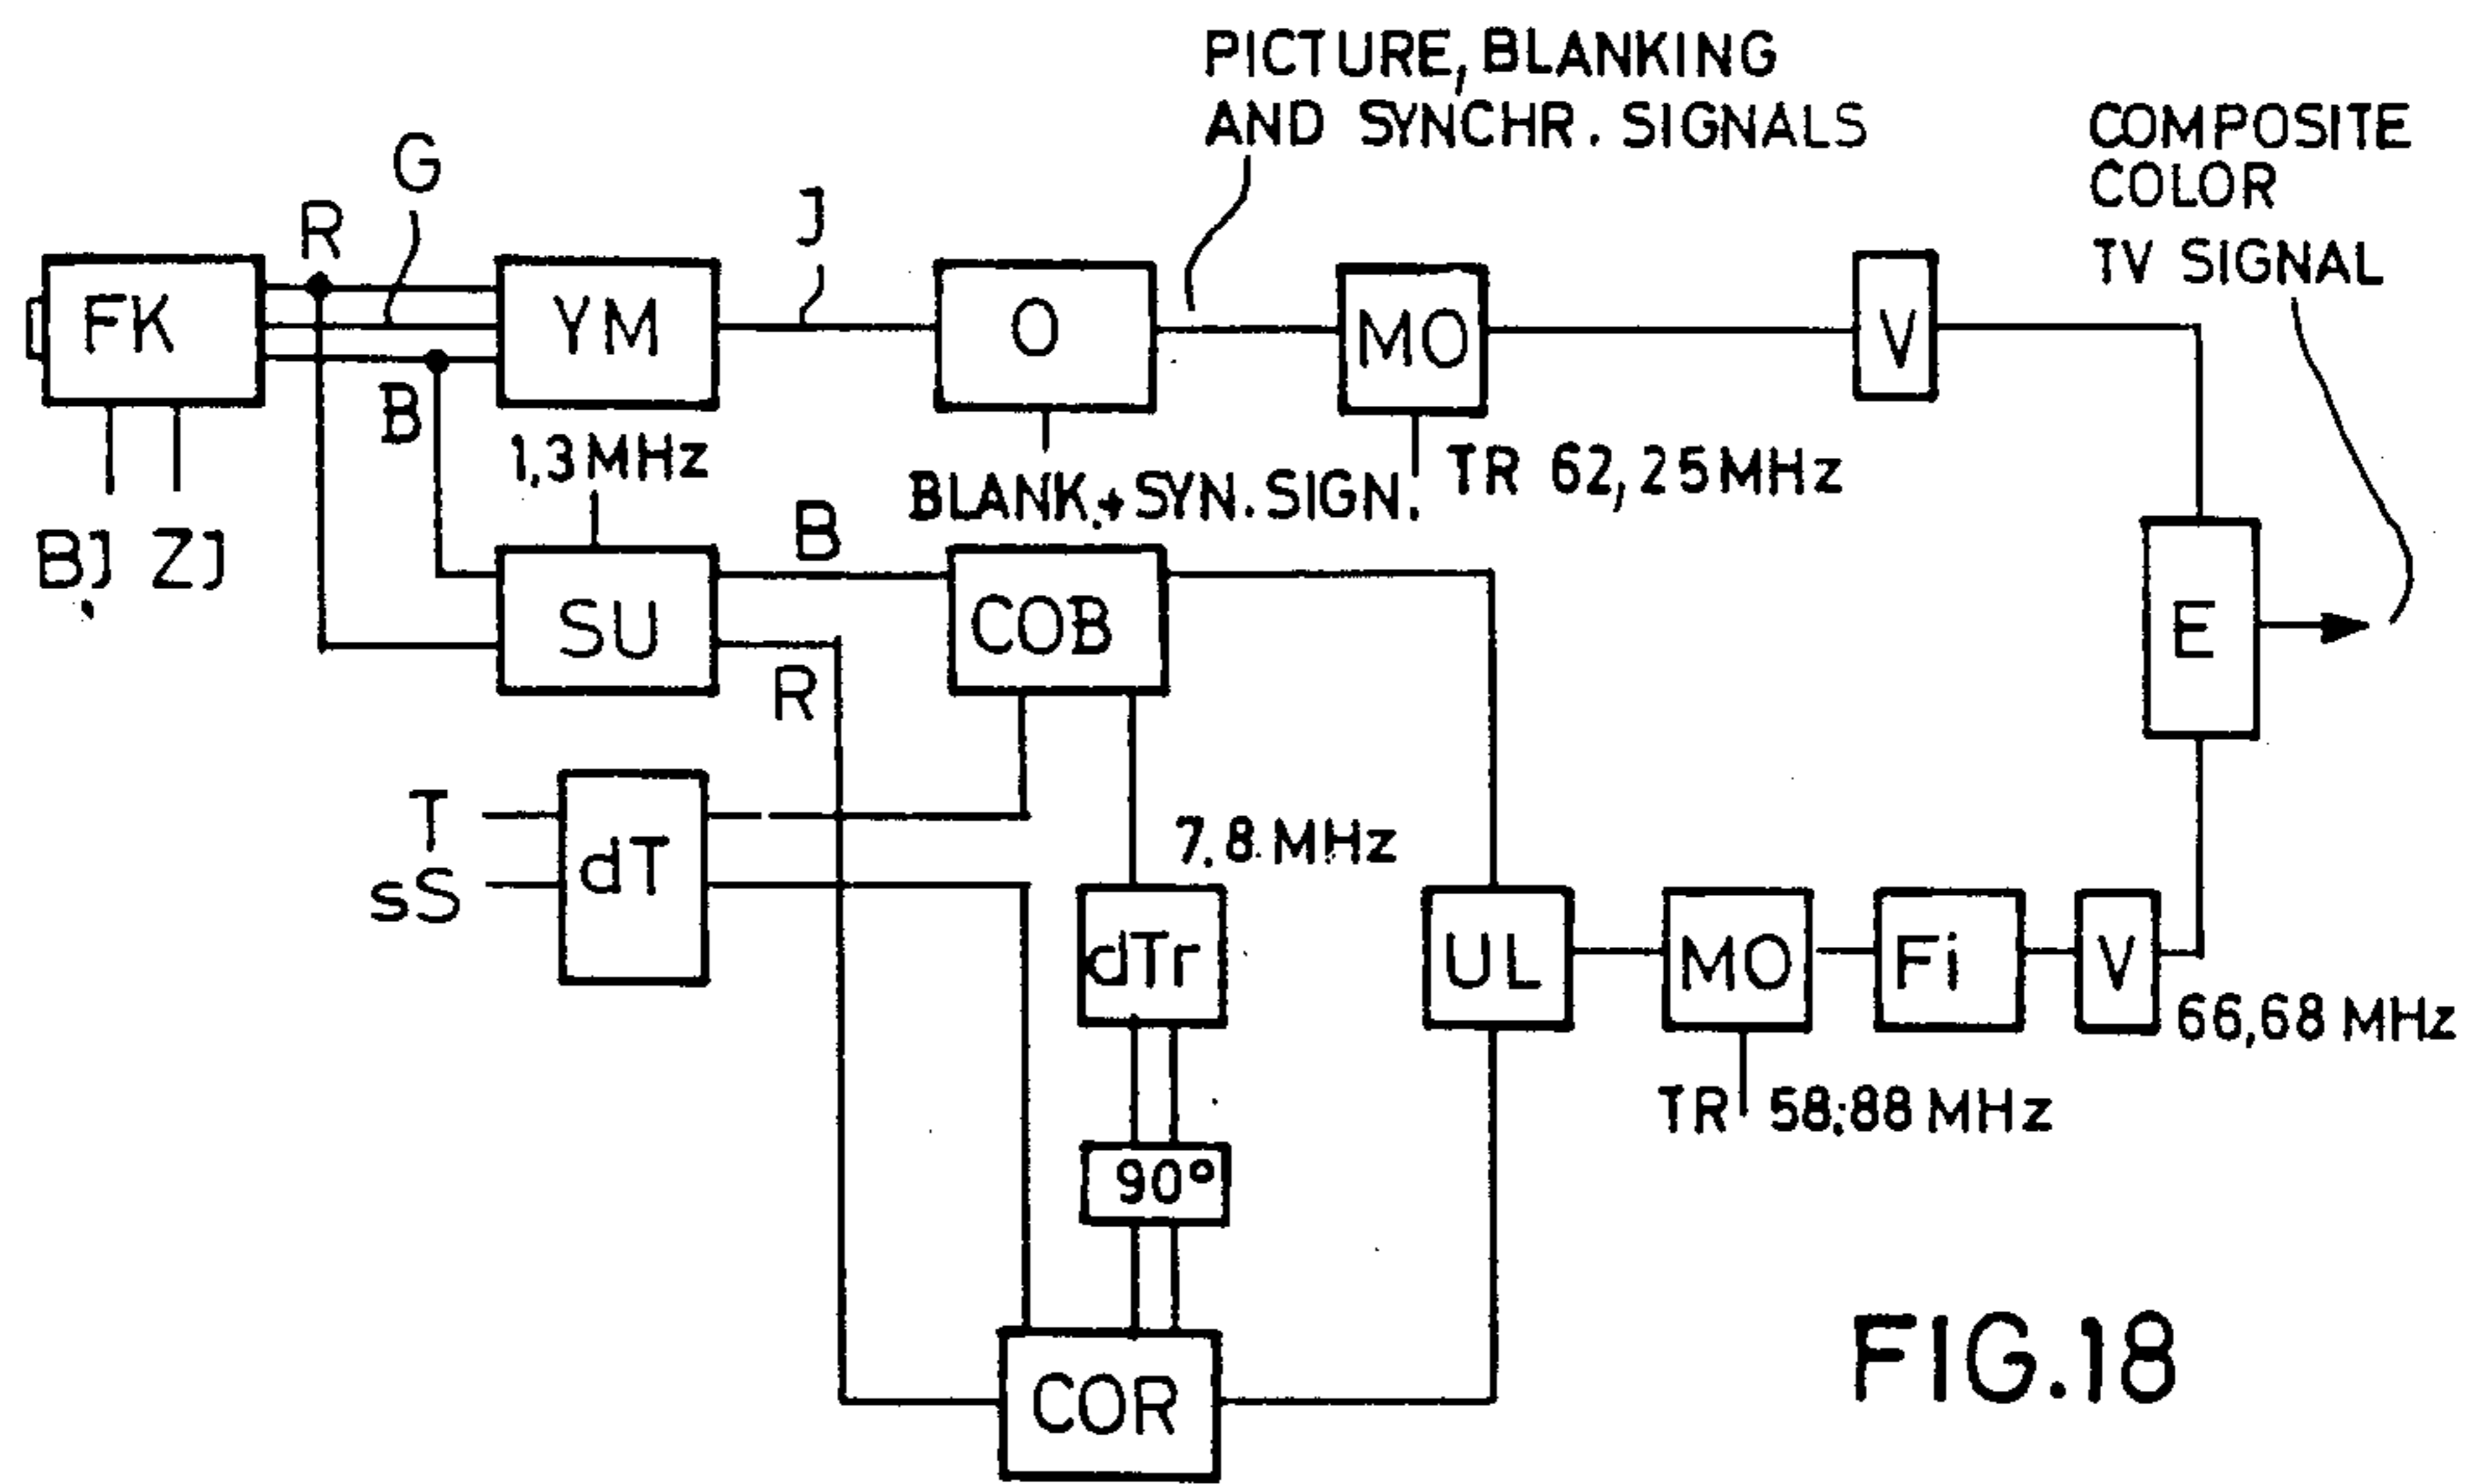 PICTURE, BLANKING
AND SYNCHR. SIGNALS
COMPOSITE
COLOR
TV SIGNAL
G
R
J
FK
YM
O
MO
V
B
1,3 MHz
BLANK.+ SYN. SIGN.
TR 62,25 MHz
BJ ZJ
SU
B
COB
E
R
T
sS
dT
7,8 MHz
dTr
UL
MO
Fi
V
66,68 MHz
TR 58,88 MHz
90°
COR
FIG.18